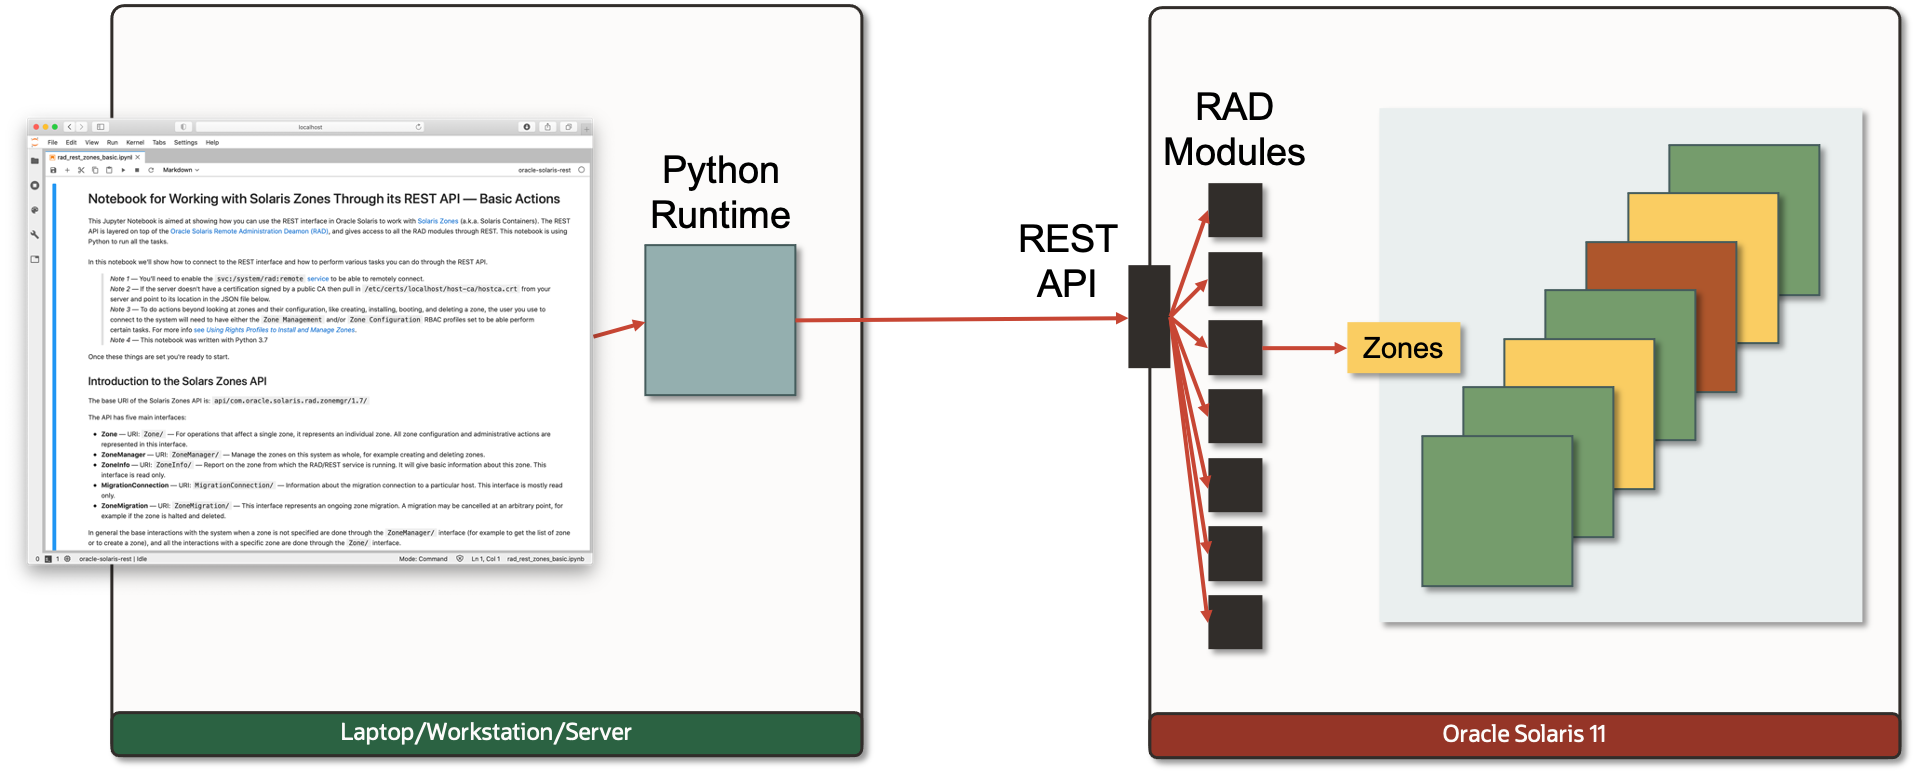 localhost
File Edit View Run Kernel Tabs Settings Help
rad_rest_zones_basic.ipynb
Markdown
oracle-solaris-rest
Notebook for Working with Solaris Zones Through its REST API — Basic Actions
This Jupyter Notebook is aimed at showing how you can use the REST interface in Oracle Solaris to work with Solaris Zones (a.k.a. Solaris Containers). The REST
API is layered on top of the Oracle Solaris Remote Administration Deamon (RAD), and gives access to all the RAD modules through REST. This notebook is using
Python to run all the tasks.
In this notebook we'll show how to connect to the REST interface and how to perform various tasks you can do through the REST API.
Note 1 — You'll need to enable the svc:/system/rad:remote service to be able to remotely connect.
Note 2 — If the server doesn't have a certification signed by a public CA then pull in /etc/certs/localhost/host-ca/hostca.crt from your
server and point to its location in the JSON file below.
Note 3 — To do actions beyond looking at zones and their configuration, like creating, installing, booting, and deleting a zone, the user you use to
connect to the system will need to have either the Zone Management and/or Zone Configuration RBAC profiles set to be able perform
certain tasks. For more info see Using Rights Profiles to Install and Manage Zones.
Note 4 — This notebook was written with Python 3.7
Once these things are set you're ready to start.
Introduction to the Solars Zones API
The base URI of the Solaris Zones API is: api/com.oracle.solaris.rad.zonemgr/1.7/
The API has five main interfaces:
• Zone — URI: Zone/ — For operations that affect a single zone, it represents an individual zone. All zone configuration and administrative actions are
represented in this interface.
• ZoneManager — URI: ZoneManager/ — Manage the zones on this system as whole, for example creating and deleting zones.
• ZoneInfo — URI: ZoneInfo/ — Report on the zone from which the RAD/REST service is running. It will give basic information about this zone. This
interface is read only.
• MigrationConnection — URI: MigrationConnection/ — Information about the migration connection to a particular host. This interface is mostly read
only.
• ZoneMigration — URI: ZoneMigration/ — This interface represents an ongoing zone migration. A migration may be cancelled at an arbitrary point, for
example if the zone is halted and deleted.
In general the base interactions with the system when a zone is not specified are done through the ZoneManager/ interface (for example to get the list of zone
or to create a zone), and all the interactions with a specific zone are done through the Zone/ interface.
0 1 oracle-solaris-rest | Idle
Mode: Command Ln 1, Col 1 rad_rest_zones_basic.ipynb
Python
Runtime
Laptop/Workstation/Server
REST
API
RAD
Modules
Zones
Oracle Solaris 11